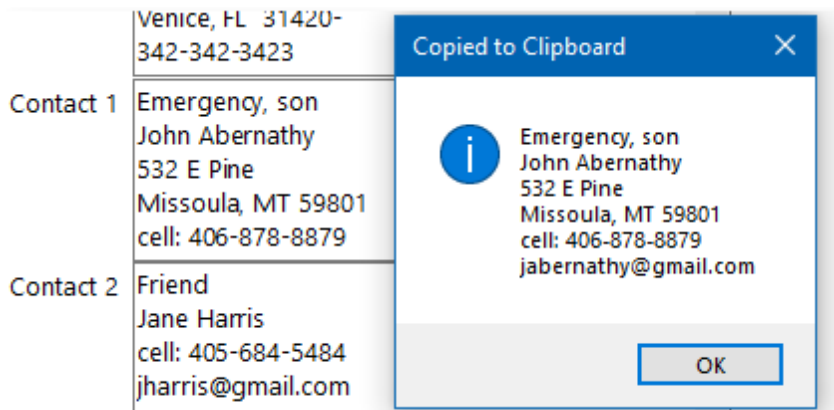 Venice, FL 31420-
342-342-3423
Contact 1
Emergency, son
John Abernathy
532 E Pine
Missoula, MT 59801
cell: 406-878-8879
Contact 2
Friend
Jane Harris
cell: 405-684-5484
jharris@gmail.com
Copied to Clipboard
Emergency, son
John Abernathy
532 E Pine
Missoula, MT 59801
cell: 406-878-8879
jabernathy@gmail.com
OK